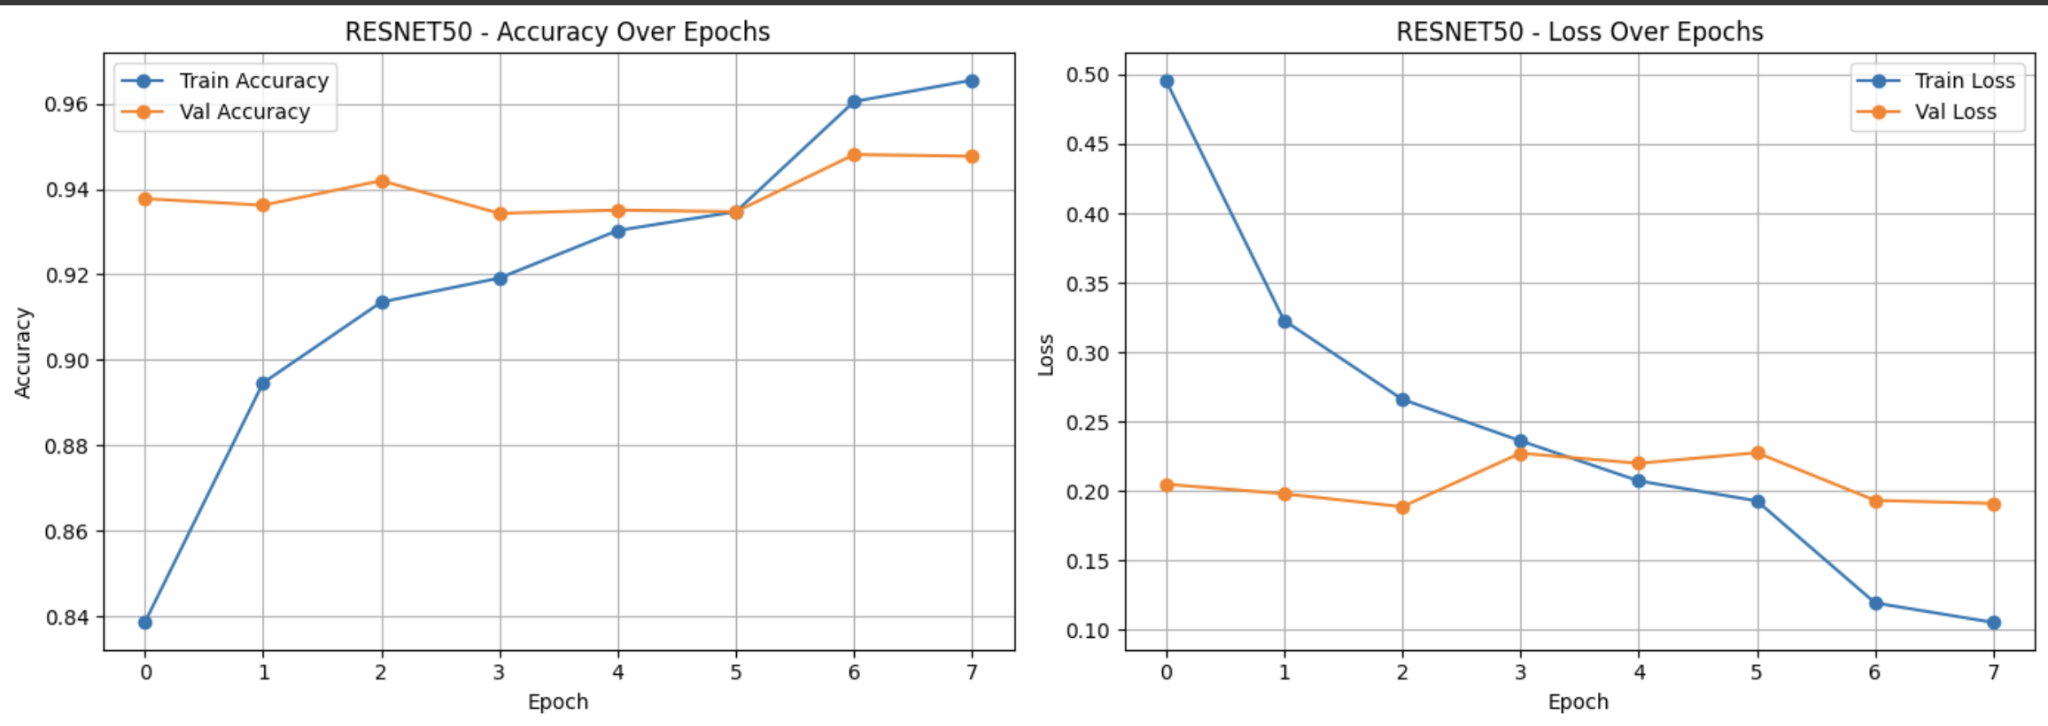 RESNET50 - Accuracy Over Epochs
Train Accuracy
Val Accuracy
0.96
0.94
0.92
0.90
0.88
0.86
0.84
Accuracy
0 1 2 3 4 5 6 7
Epoch
RESNET50 - Loss Over Epochs
Train Loss
Val Loss
0.50
0.45
0.40
0.35
0.30
0.25
0.20
0.15
0.10
Loss
0 1 2 3 4 5 6 7
Epoch